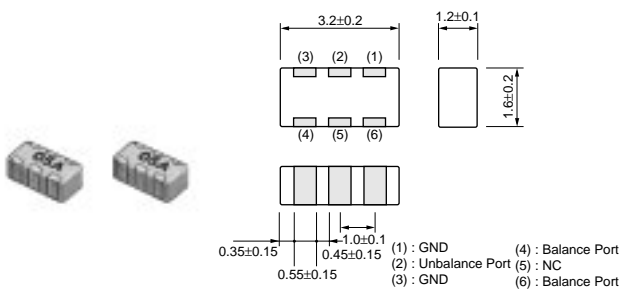 3.2±0.2
1.2±0.1
(3) (2) (1)
1.6±0.2
(4) (5) (6)
1.0±0.1
0.35±0.15
0.45±0.15
0.55±0.15
(1) : GND
(2) : Unbalance Port
(3) : GND
(4) : Balance Port
(5) : NC
(6) : Balance Port